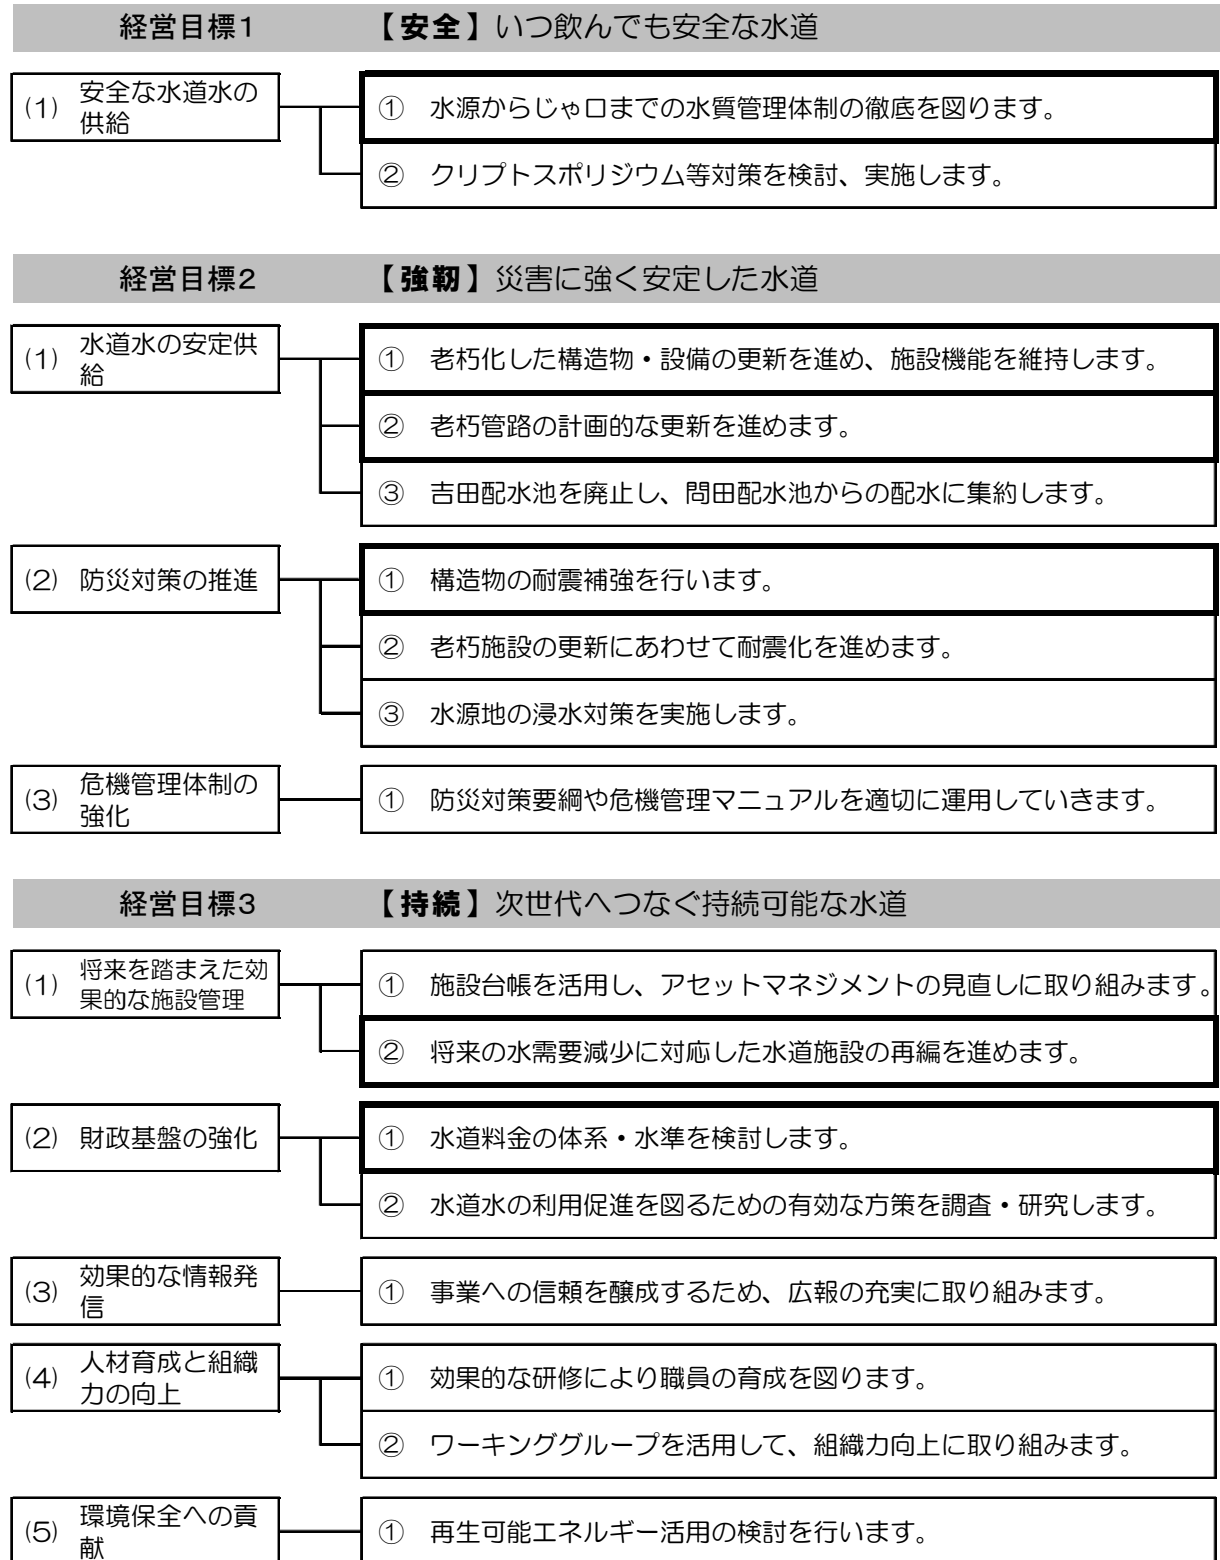 経営目標1 【安全】いつ飲んでも安全な水道
(1) 安全な水道水の
供給
① 水源からじゃ口までの水質管理体制の徹底を図ります。
② クリプトスポリジウム等対策を検討、実施します。
経営目標2 【強靭】災害に強く安定した水道
(1) 水道水の安定供
給
① 老朽化した構造物・設備の更新を進め、施設機能を維持します。
② 老朽管路の計画的な更新を進めます。
③ 吉田配水池を廃止し、問田配水池からの配水に集約します。
(2) 防災対策の推進
① 構造物の耐震補強を行います。
② 老朽施設の更新にあわせて耐震化を進めます。
③ 水源地の浸水対策を実施します。
(3) 危機管理体制の
強化
① 防災対策要綱や危機管理マニュアルを適切に運用していきます。
経営目標3 【持続】次世代へつなぐ持続可能な水道
(1) 将来を踏まえた効
果的な施設管理
① 施設台帳を活用し、アセットマネジメントの見直しに取り組みます。
② 将来の水需要減少に対応した水道施設の再編を進めます。
(2) 財政基盤の強化
① 水道料金の体系・水準を検討します。
② 水道水の利用促進を図るための有効な方策を調査・研究します。
(3) 効果的な情報発
信
① 事業への信頼を醸成するため、広報の充実に取り組みます。
(4) 人材育成と組織
力の向上
① 効果的な研修により職員の育成を図ります。
② ワーキンググループを活用して、組織力向上に取り組みます。
(5) 環境保全への貢
献
① 再生可能エネルギー活用の検討を行います。